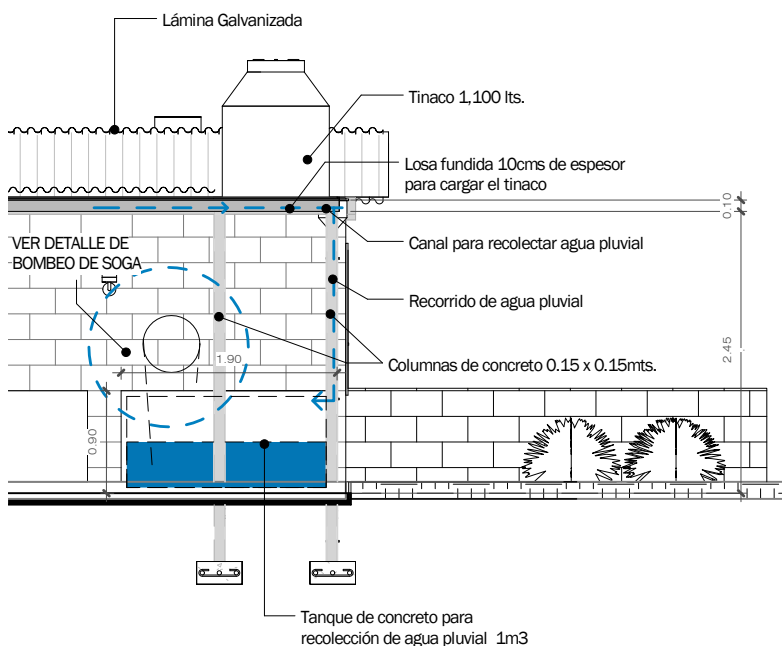 Lámina Galvanizada
Tinaco 1,100 lts.
Losa fundida 10cms de espesor
para cargar el tinaco
0.10
Canal para recolectar agua pluvial
VER DETALLE DE
BOMBEO DE SOGA
Recorrido de agua pluvial
2.45
1.90
Columnas de concreto 0.15 x 0.15mts.
0.90
Tanque de concreto para
recolección de agua pluvial 1m3